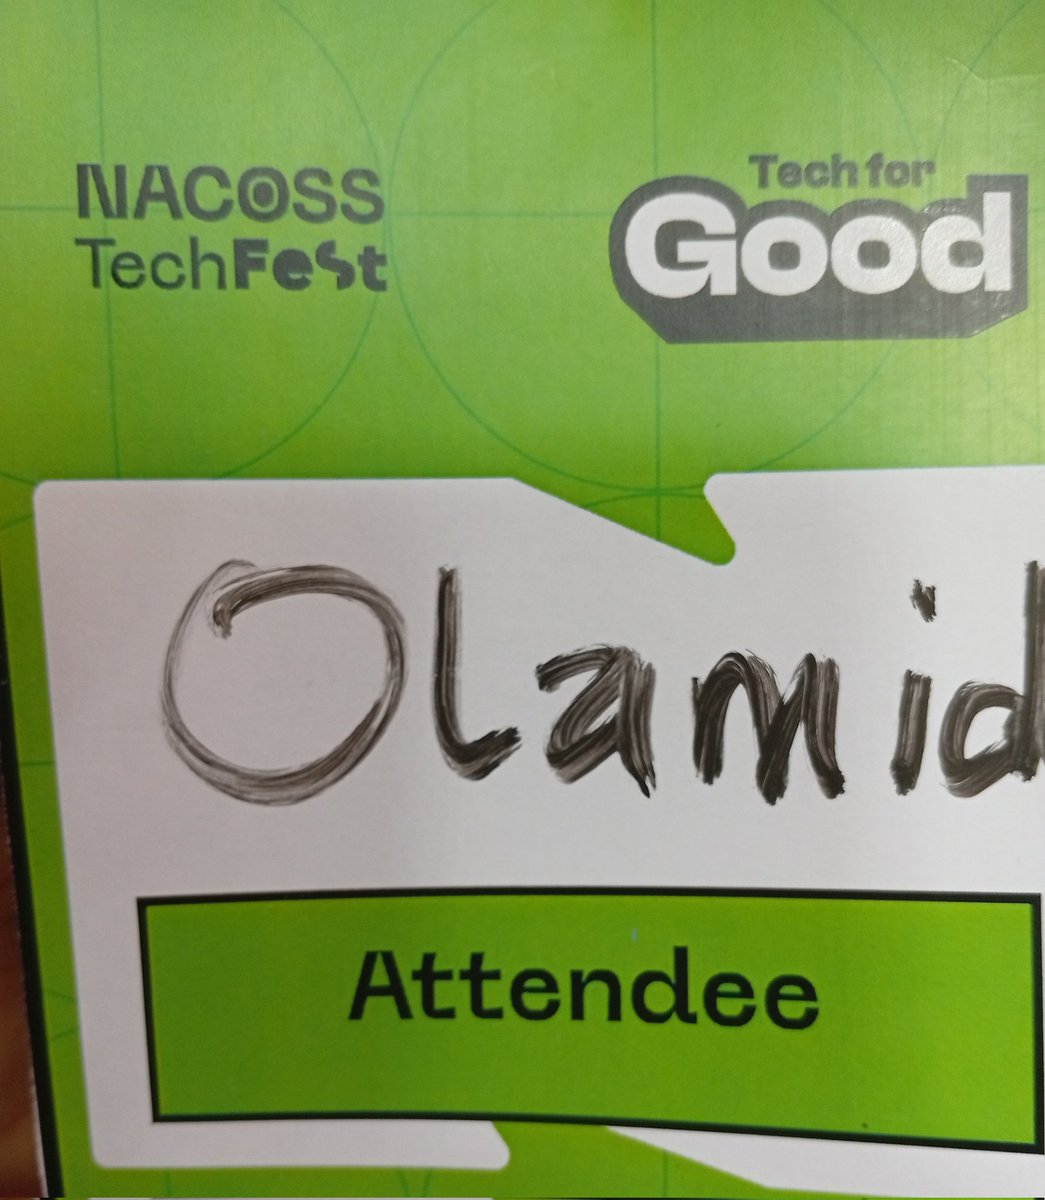 NACOSS
TechFest
Tech for
Good
Olamid
Attendee